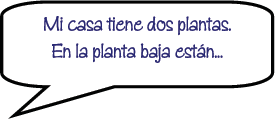 Mi casa tiene dos plantas.
En la planta baja están...